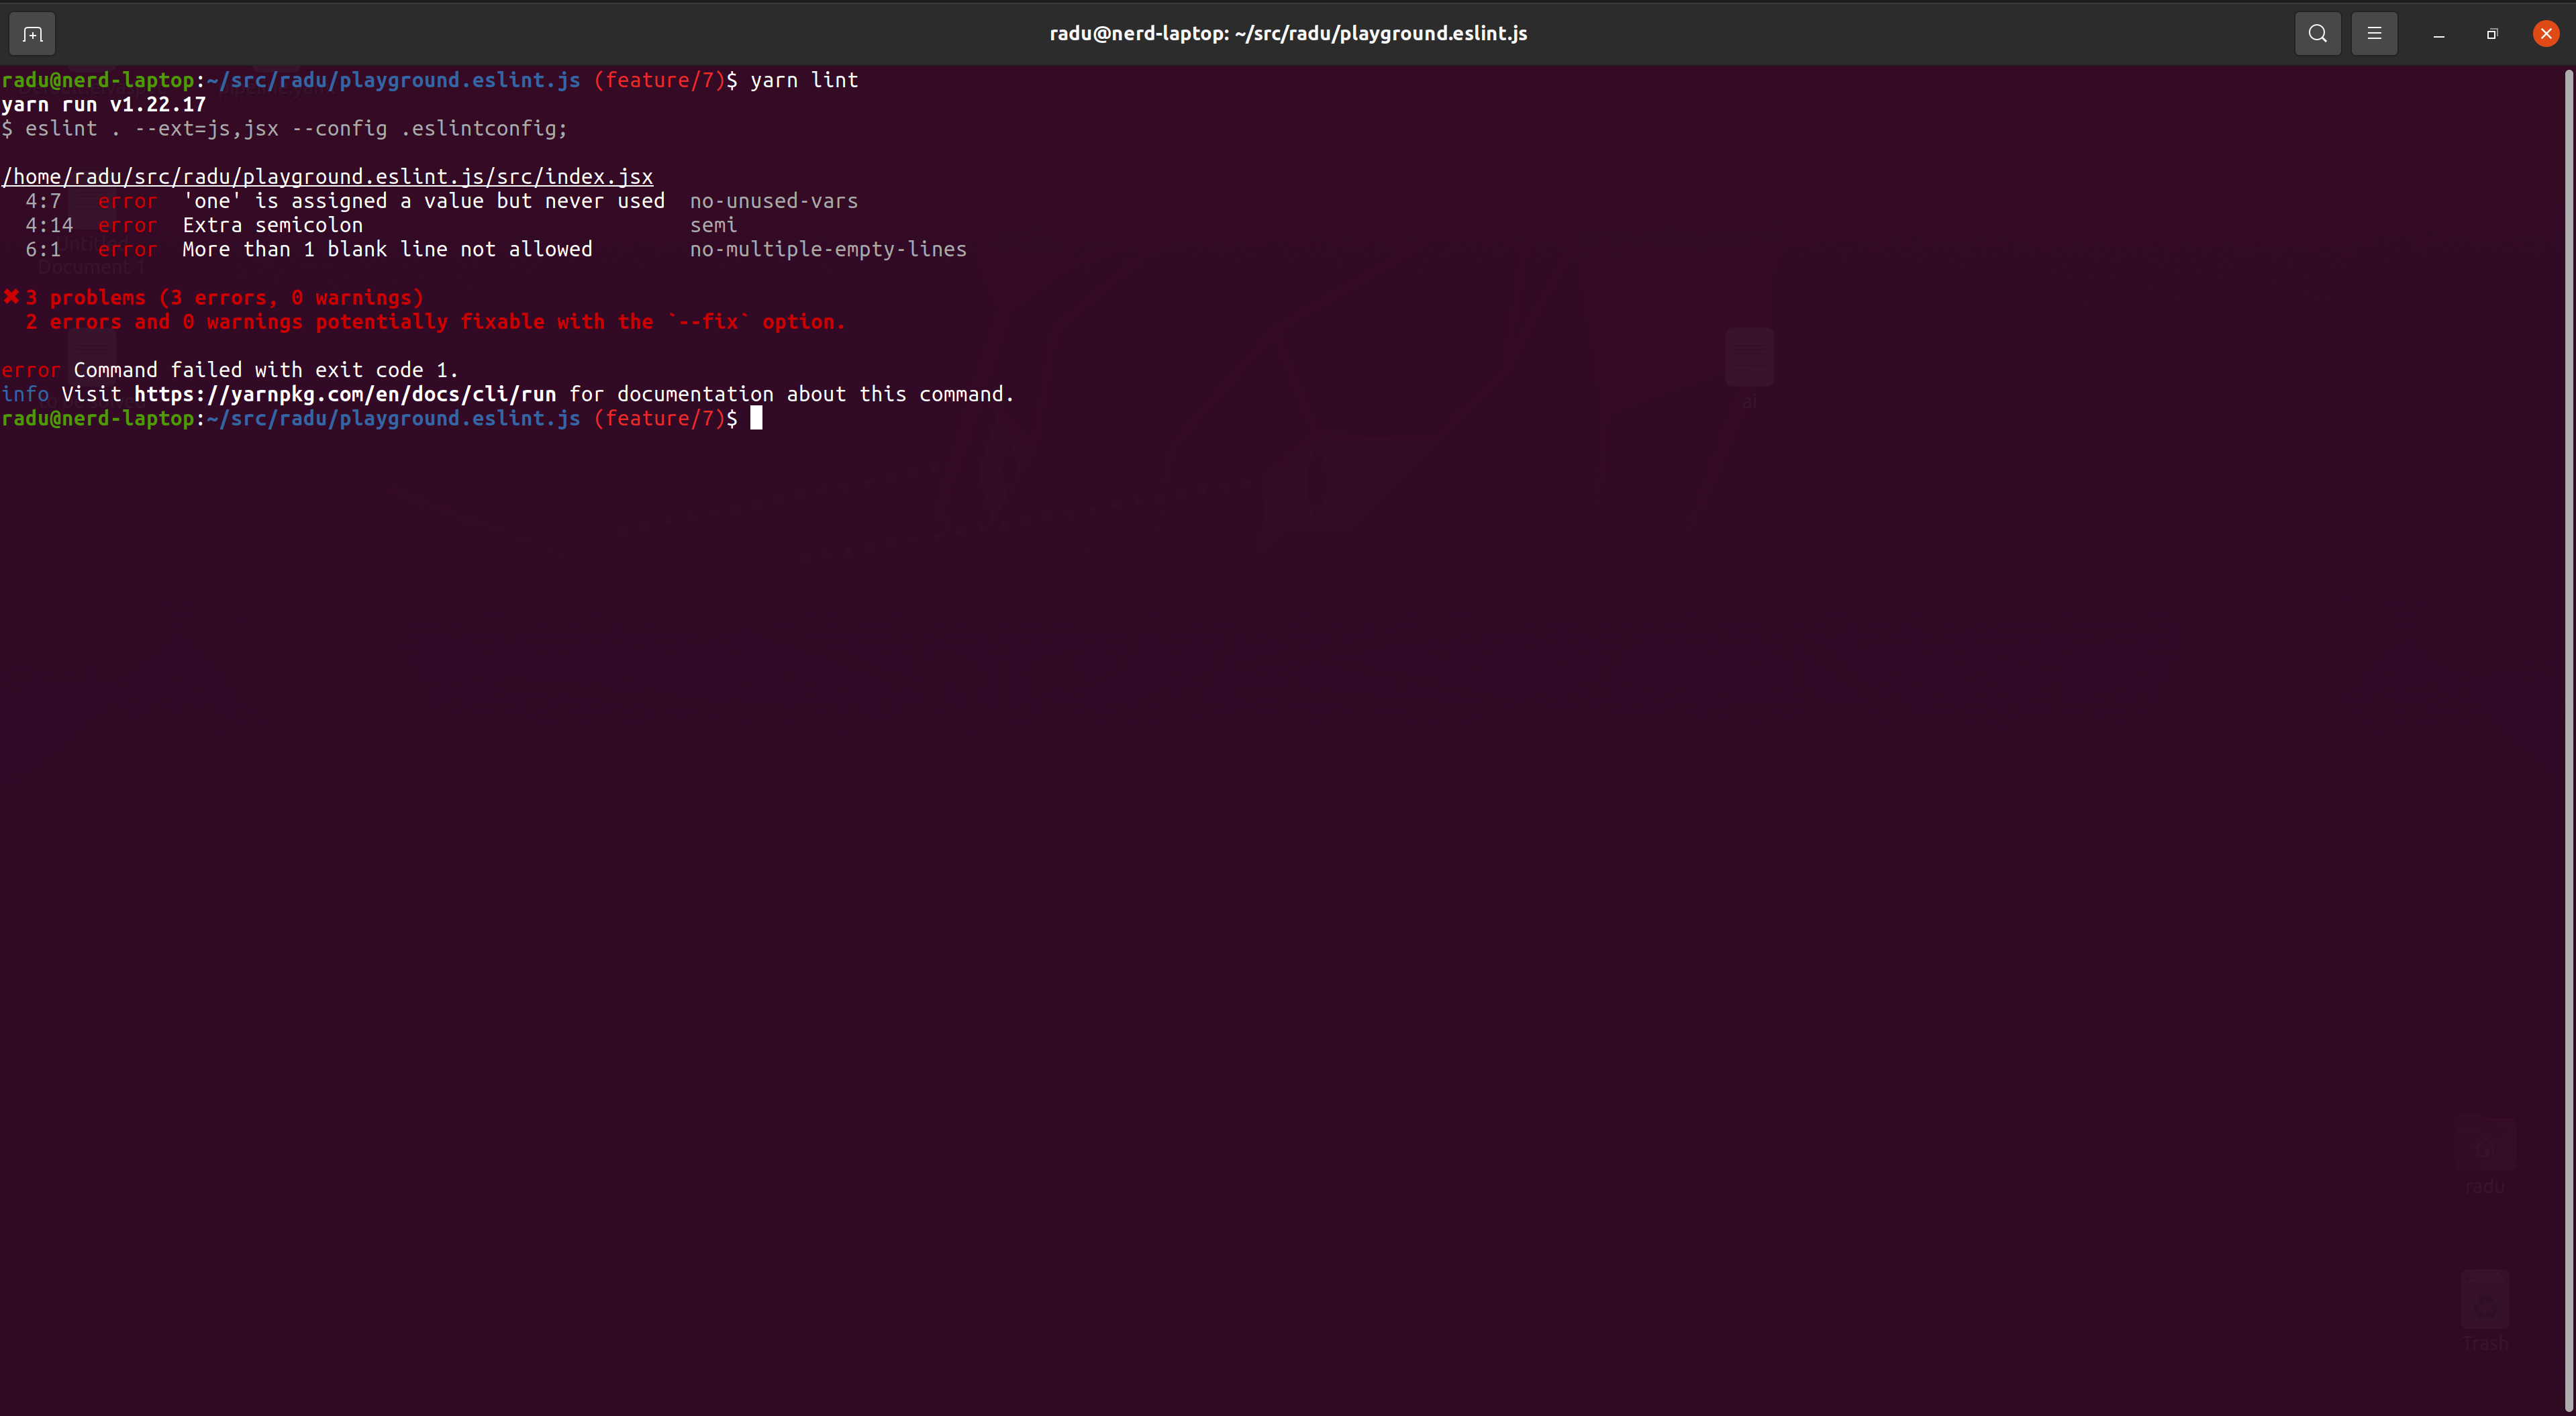 radu@nerd-laptop: ~/src/radu/playground.eslint.js
radu@nerd-laptop:~/src/radu/playground.eslint.js (feature/7)$ yarn lint
yarn run v1.22.17
$ eslint . --ext=js,jsx --config .eslintconfig;
/home/radu/src/radu/playground.eslint.js/src/index.jsx
4:7 error 'one' is assigned a value but never used no-unused-vars
4:14 error Extra semicolon semi
6:1 error More than 1 blank line not allowed no-multiple-empty-lines
Document 1
✖ 3 problems (3 errors, 0 warnings)
2 errors and 0 warnings potentially fixable with the `--fix` option.
error Command failed with exit code 1.
info Visit https://yarnpkg.com/en/docs/cli/run for documentation about this command.
radu@nerd-laptop:~/src/radu/playground.eslint.js (feature/7)$
ai
radu
Trash